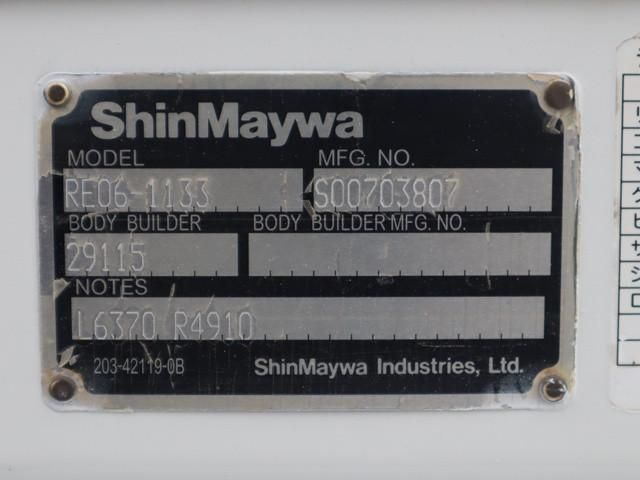 ShinMaywa
MODEL MFG. NO.
RE06-1133 S00703807
BODY BUILDER BODY BUILDER MFG. NO.
29115
NOTES
L6370 R4910
203-42119-0B ShinMaywa Industries, Ltd.